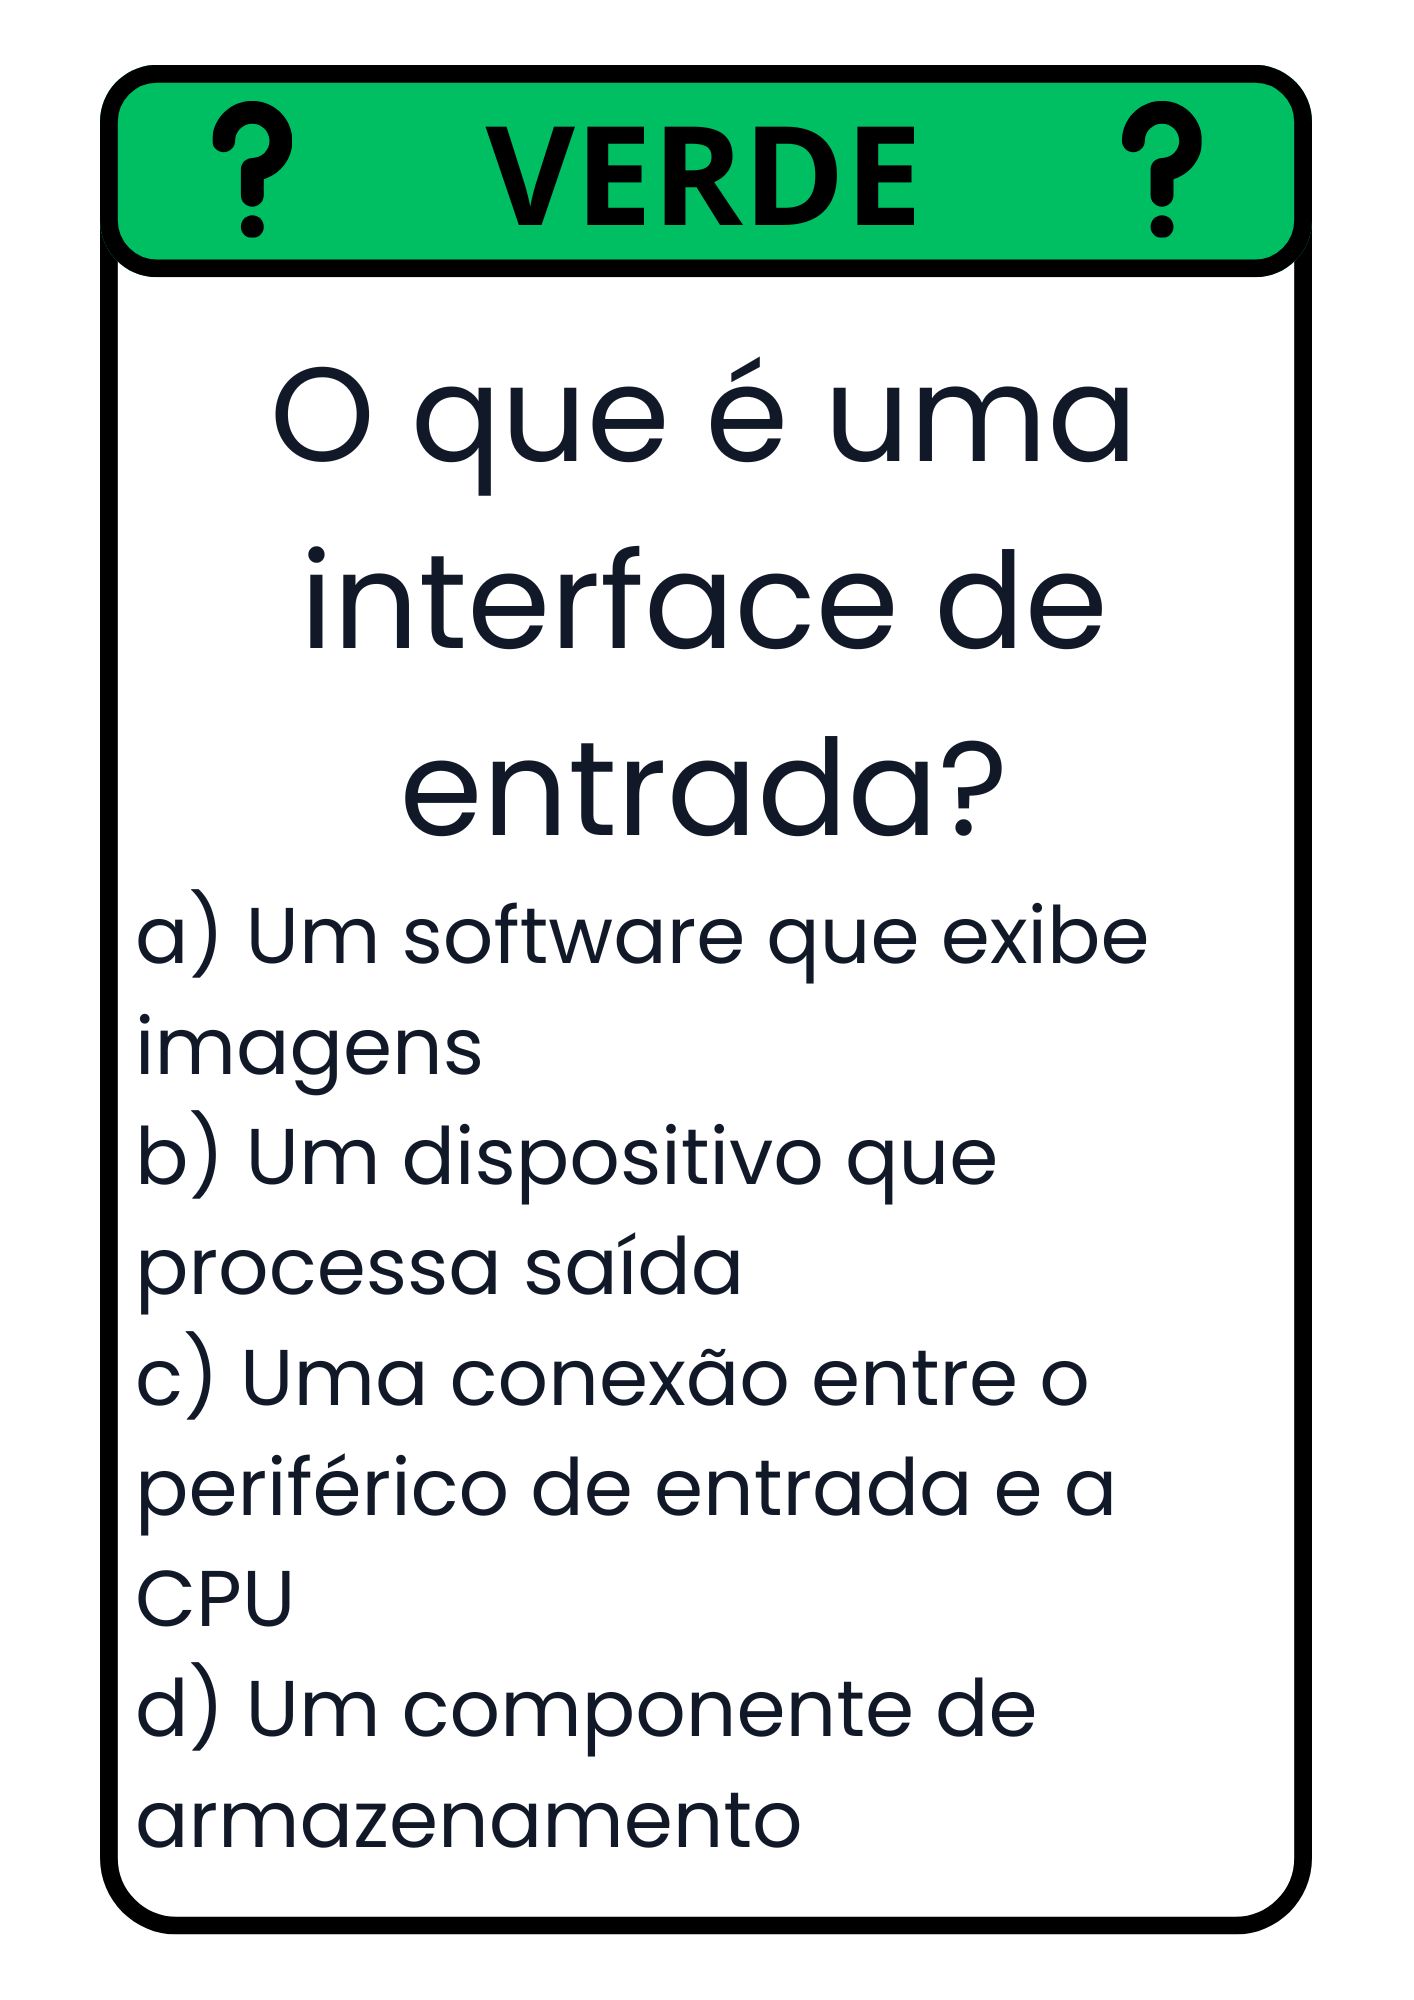 ? VERDE ?
O que é uma
interface de
entrada?
a) Um software que exibe
imagens
b) Um dispositivo que
processa saída
c) Uma conexão entre o
periférico de entrada e a
CPU
d) Um componente de
armazenamento